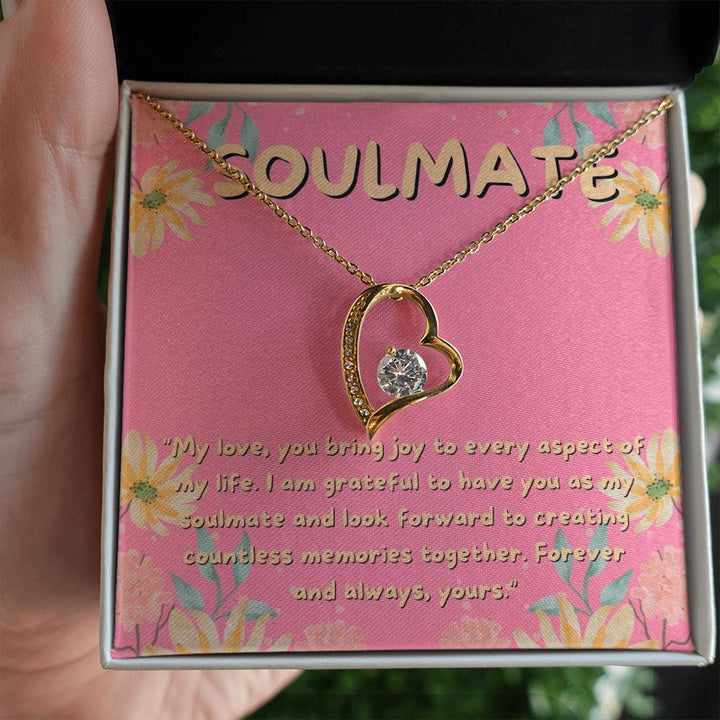 SOULMATE
"My love, you bring joy to every aspect of
my life. I am grateful to have you as my
soulmate and look forward to creating
countless memories together. Forever
and always, yours."